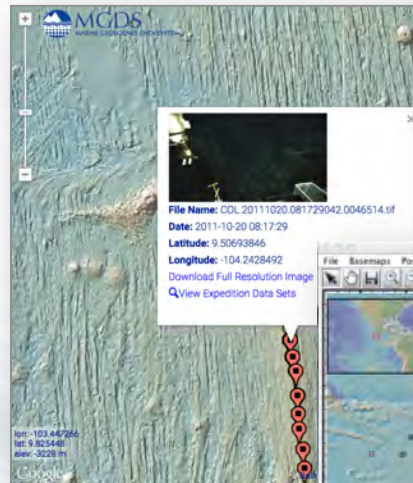 MGDS
MARINE GEOSCIENCE DATA SYSTEM
File Name: COL.20111020.081729042.0046514.tif
Date: 2011-10-20 08:17:29
Latitude: 9.50693846
Longitude: -104.2428492
Download Full Resolution Image
View Expedition Data Sets
File Basemaps
lon: -103.447266
lat: 9.825448
elev: -3228 m
Google